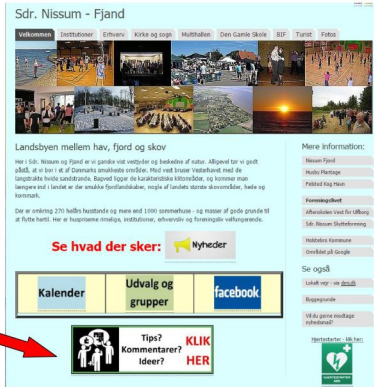 Sdr. Nissum - Fjand
Velkommen Institutioner Erhverv Kirke og sogn Multihallen Den Gamle Skole BIF Turist Fotos
Landsbyen mellem hav, fjord og skov
Her i Sdr. Nissum og Fjand er vi ganske vist vestjyder og beskedne af natur. Alligevel tør vi godt
påstå, at vi bor i et af Danmarks smukkeste områder. Mod vest bruser Vesterhavet med de
langstrakte hvide sandstrande. Bagved ligger de karakteristiske klitområder, og kommer man
længere ind i landet er der smukke fjordlandskaber, nogle af landets største skovområder, hede og
kornmark.
Der er omkring 270 helårs husstande og mere end 1000 sommerhuse - og masser af gode grunde til
at flytte hertil. Her er huspriserne rimelige, institutioner, erhvervsliv og foreningsliv velfungerende.
Se hvad der sker: Nyheder
Kalender
Udvalg og
grupper
facebook
Tips?
Kommentarer?
Ideer?
KLIK
HER
Mere information:
Nissum Fjord
Husby Plantage
Felsted Kog Havn
Foreningslivet
Aftenskolen Vest for Ulfborg
Sdr. Nissum Skytteforening
Holstebro Kommune
Området på Google
Se også
Lokalt vejr - via dmi.dk
Byggegrunde
Vil du gerne modtage
nyhedsmail?
Hjertestarter - klik her:
HJERTESTARTER
AED